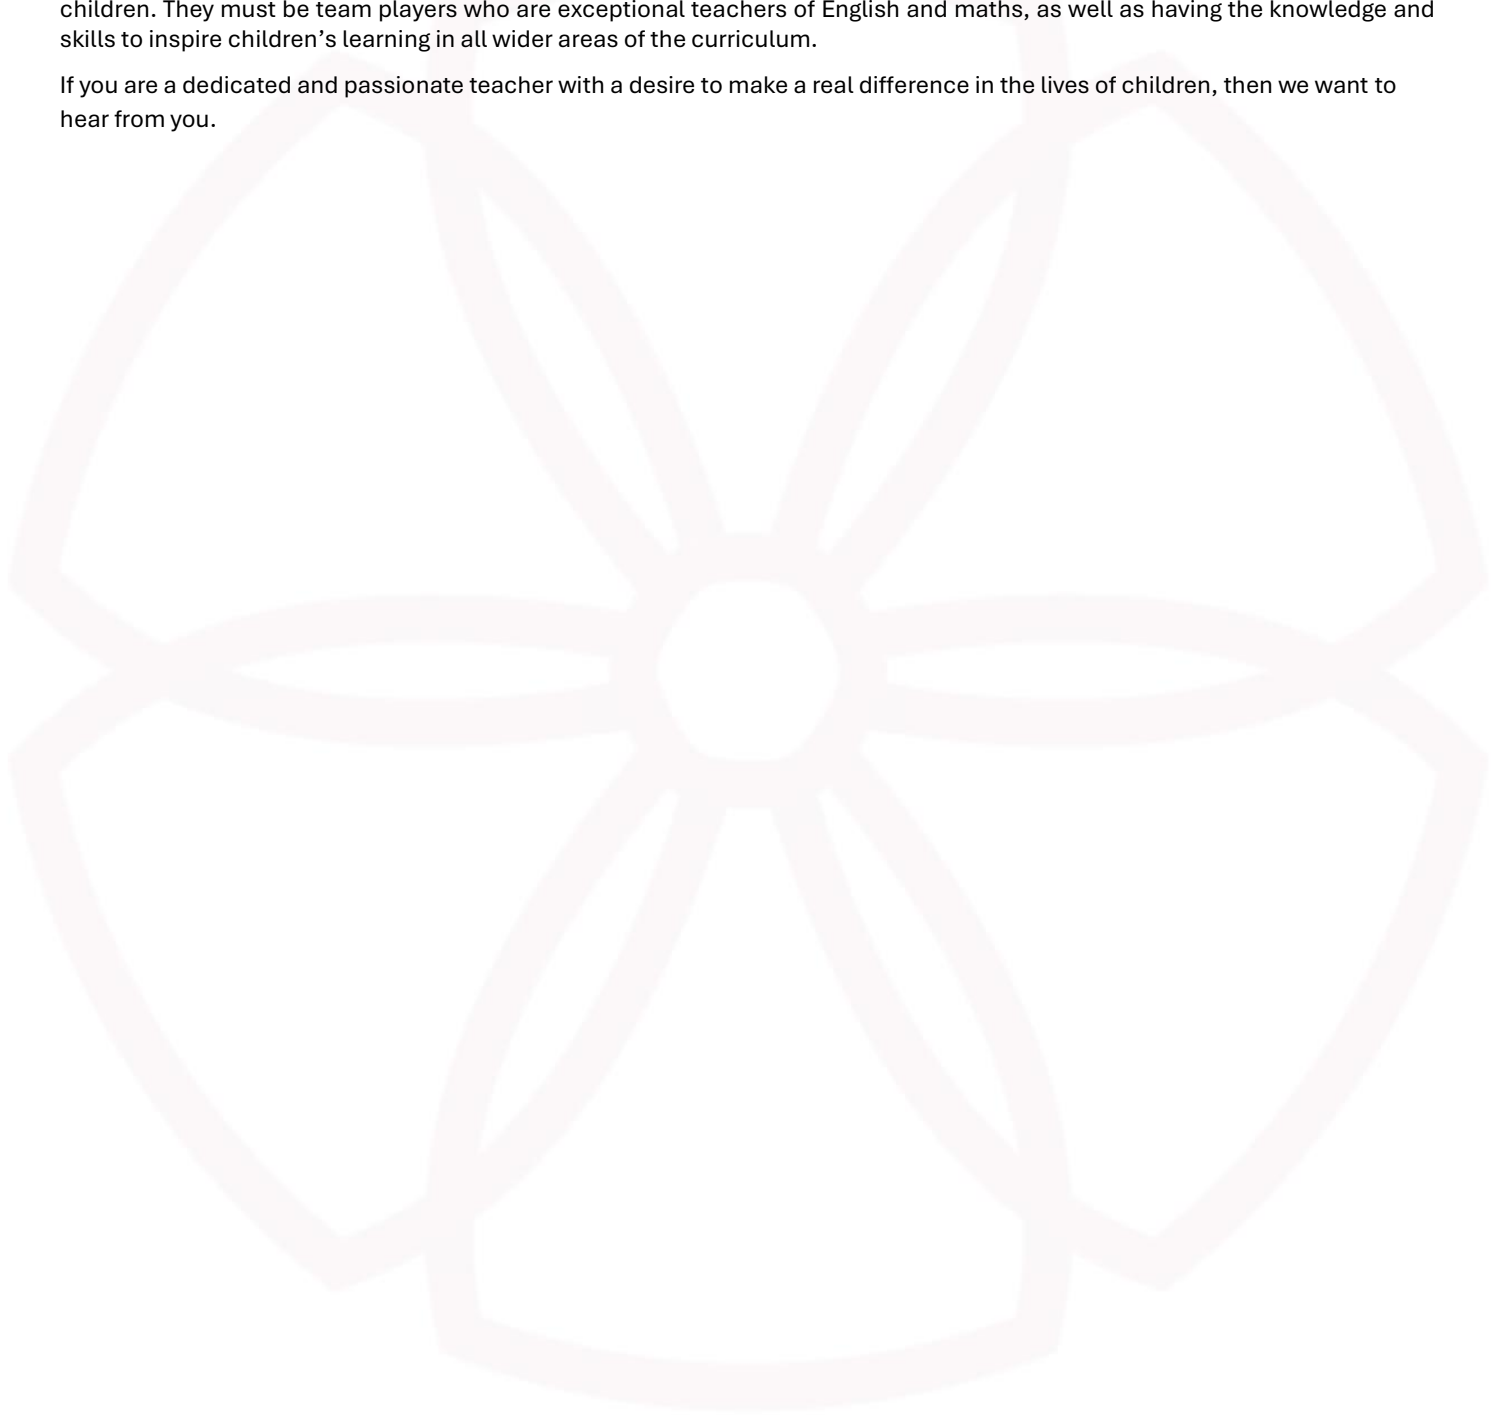 children. They must be team players who are exceptional teachers of English and maths, as well as having the knowledge and
skills to inspire children’s learning in all wider areas of the curriculum.
If you are a dedicated and passionate teacher with a desire to make a real difference in the lives of children, then we want to
hear from you.